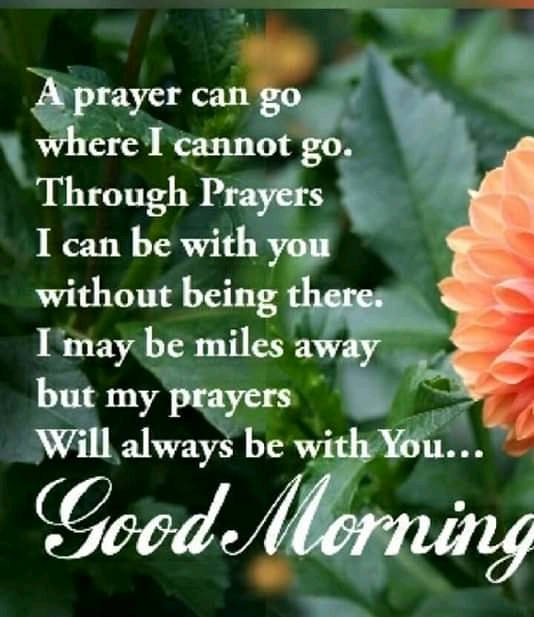 A prayer can go
where I cannot go.
Through Prayers
I can be with you
without being there.
I may be miles away
but my prayers
Will always be with You...
Good Morning